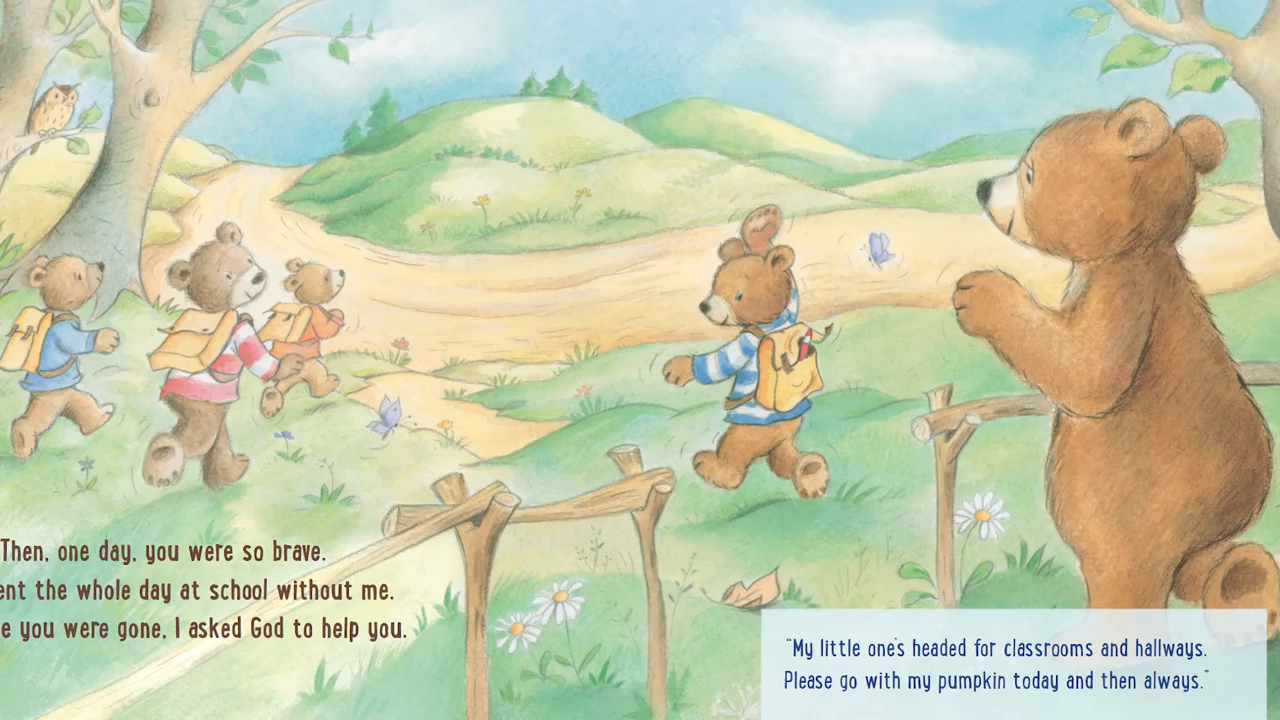 Then, one day, you were so brave.
ent the whole day at school without me.
e you were gone, I asked God to help you.
"My little one's headed for classrooms and hallways.
Please go with my pumpkin today and then always."